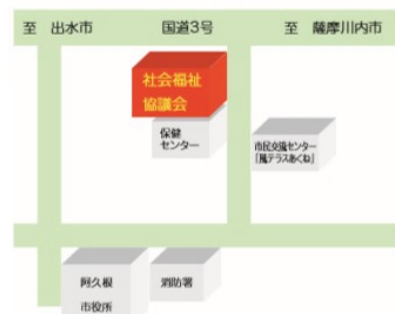 至 出水市 国道3号 至 薩摩川内市
社会福祉
協議会
保健
センター
市民交流センター
「風テラスあくね」
阿久根
市役所
消防署